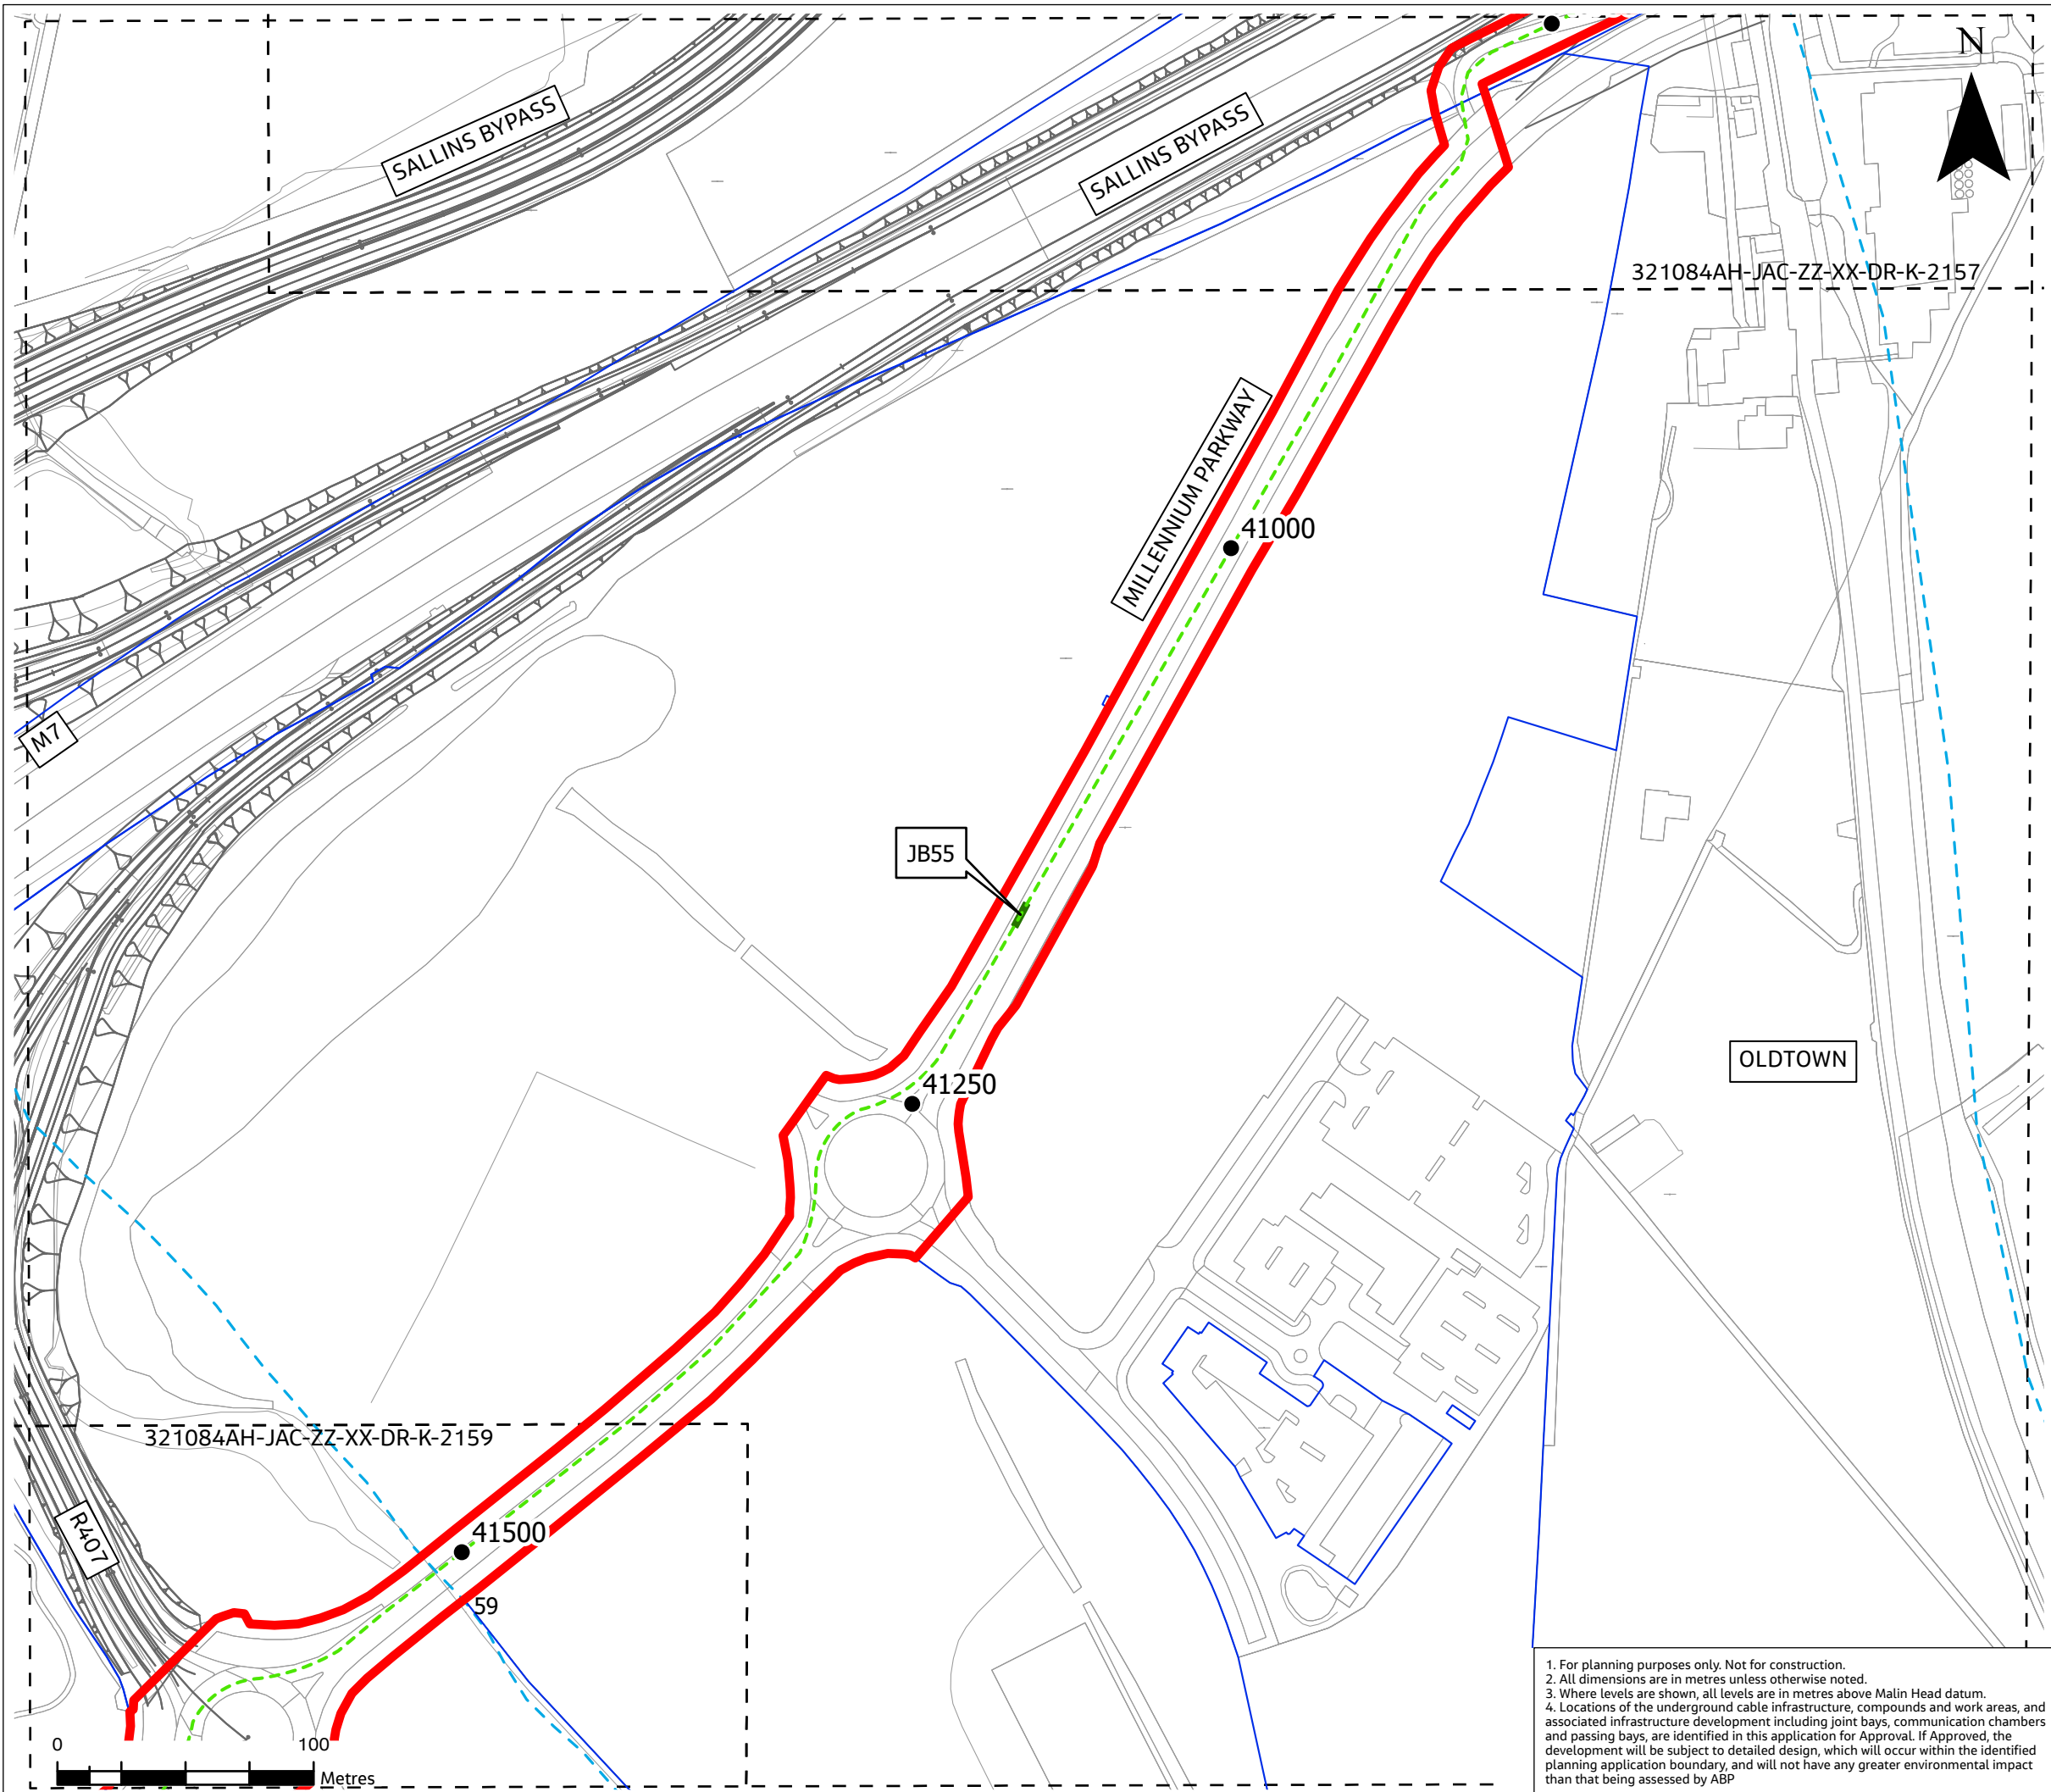 N
SALLINS BYPASS
SALLINS BYPASS
321084AH-JAC-ZZ-XX-DR-K-2157
MILLENNIUM PARKWAY
41000
M7
JB55
OLDTOWN
41250
321084AH-JAC-ZZ-XX-DR-K-2159
R407
41500
59
0 100
Metres
1. For planning purposes only. Not for construction.
2. All dimensions are in metres unless otherwise noted.
3. Where levels are shown, all levels are in metres above Malin Head datum.
4. Locations of the underground cable infrastructure, compounds and work areas, and
associated infrastructure development including joint bays, communication chambers
and passing bays, are identified in this application for Approval. If Approved, the
development will be subject to detailed design, which will occur within the identified
planning application boundary, and will not have any greater environmental impact
than that being assessed by ABP